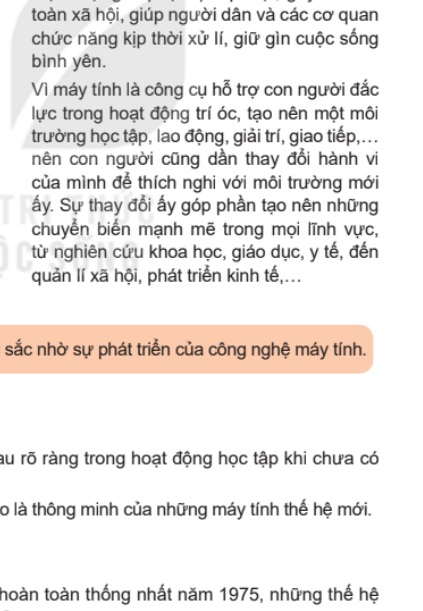 toàn xã hội, giúp người dân và các cơ quan
chức năng kịp thời xử lí, giữ gìn cuộc sống
bình yên.
Vì máy tính là công cụ hỗ trợ con người đắc
lực trong hoạt động trí óc, tạo nên một môi
trường học tập, lao động, giải trí, giao tiếp,...
nên con người cũng dần thay đổi hành vi
của mình để thích nghi với môi trường mới
ấy. Sự thay đổi ấy góp phần tạo nên những
chuyển biến mạnh mẽ trong mọi lĩnh vực,
từ nghiên cứu khoa học, giáo dục, y tế, đến
quản lí xã hội, phát triển kinh tế,...
sắc nhờ sự phát triển của công nghệ máy tính.
au rõ ràng trong hoạt động học tập khi chưa có
o là thông minh của những máy tính thế hệ mới.
hoàn toàn thống nhất năm 1975, những thế hệ